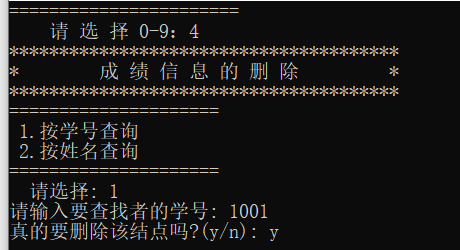 =======================
请 选 择 0-9：4
***************************************
* 成 绩 信 息 的 删 除 *
***************************************
=====================
1.按学号查询
2.按姓名查询
=====================
请选择: 1
请输入要查找者的学号: 1001
真的要删除该结点吗?(y/n): y